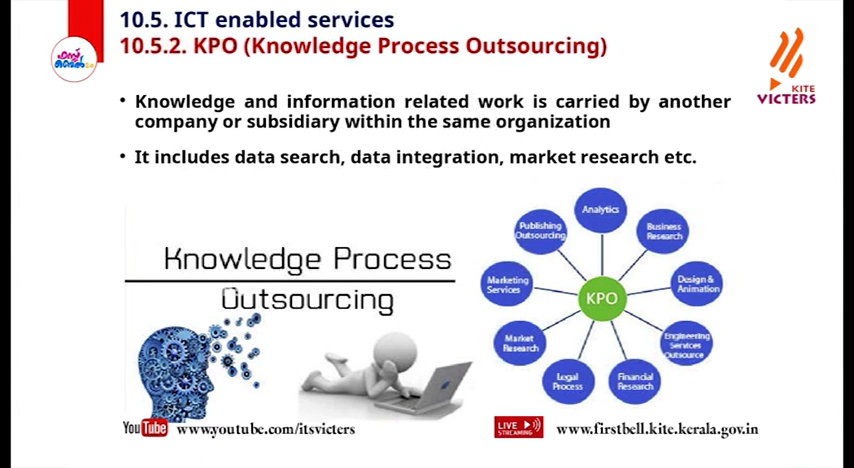 10.5. ICT enabled services
10.5.2. KPO (Knowledge Process Outsourcing)
KITE
VICTERS
• Knowledge and information related work is carried by another
company or subsidiary within the same organization
• It includes data search, data integration, market research etc.
Knowledge Process
Outsourcing
Analytics
Publishing
Outsourcing
Business
Research
Marketing
Services
Design &
Animation
KPO
Market
Research
Engineering
Services
Outsource
Legal
Process
Financial
Research
YouTube www.youtube.com/itsvicters
LIVE
STREAMING
www.firstbell.kite.kerala.gov.in